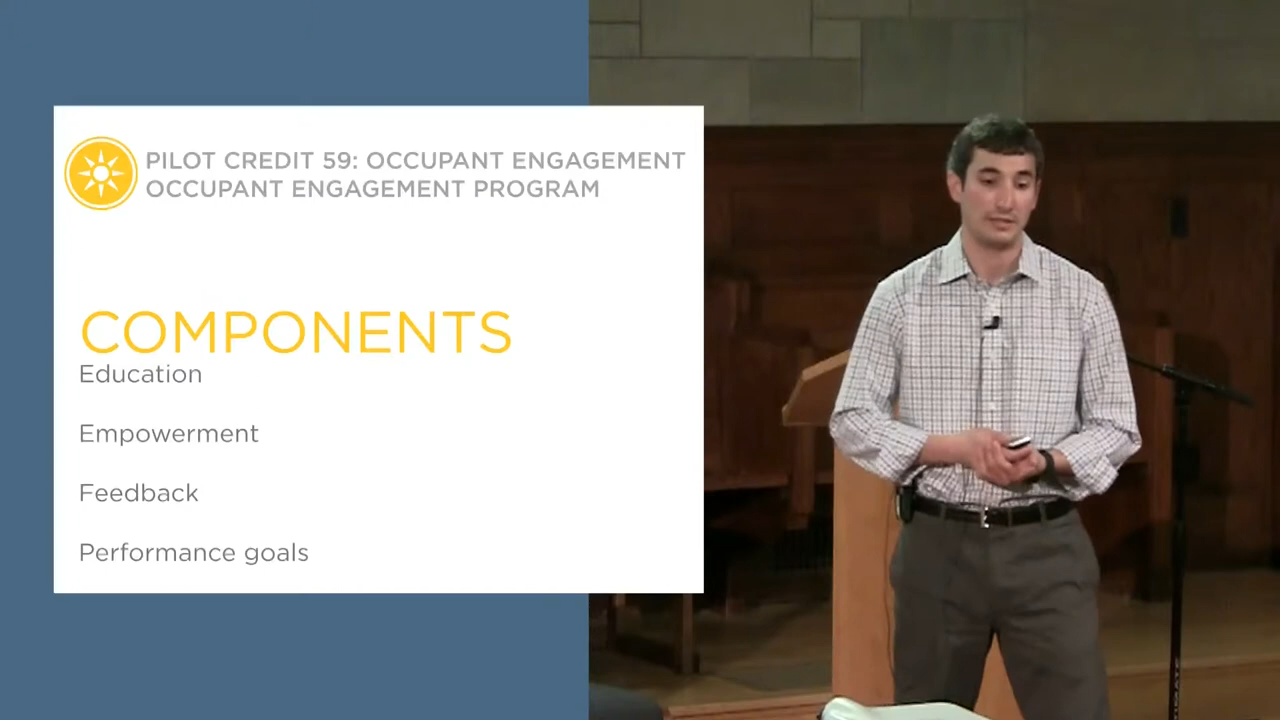 PILOT CREDIT 59: OCCUPANT ENGAGEMENT
OCCUPANT ENGAGEMENT PROGRAM
COMPONENTS
Education
Empowerment
Feedback
Performance goals